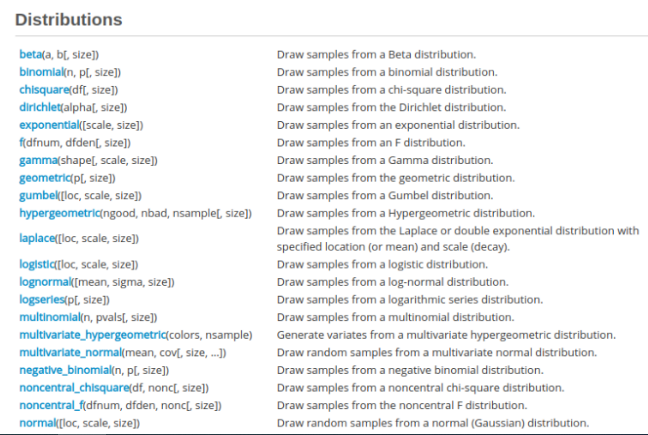 Distributions
beta(a, b[, size]) Draw samples from a Beta distribution.
binomial(n, p[, size]) Draw samples from a binomial distribution.
chisquare(df[, size]) Draw samples from a chi-square distribution.
dirichlet(alpha[, size]) Draw samples from the Dirichlet distribution.
exponential([scale, size]) Draw samples from an exponential distribution.
f(dfnum, dfden[, size]) Draw samples from an F distribution.
gamma(shape[, scale, size]) Draw samples from a Gamma distribution.
geometric(p[, size]) Draw samples from the geometric distribution.
gumbel([loc, scale, size]) Draw samples from a Gumbel distribution.
hypergeometric(ngood, nbad, nsample[, size]) Draw samples from a Hypergeometric distribution.
laplace([loc, scale, size]) Draw samples from the Laplace or double exponential distribution with
specified location (or mean) and scale (decay).
logistic([loc, scale, size]) Draw samples from a logistic distribution.
lognormal([mean, sigma, size]) Draw samples from a log-normal distribution.
logseries(p[, size]) Draw samples from a logarithmic series distribution.
multinomial(n, pvals[, size]) Draw samples from a multinomial distribution.
multivariate_hypergeometric(colors, nsample) Generate variates from a multivariate hypergeometric distribution.
multivariate_normal(mean, cov[, size, ...]) Draw random samples from a multivariate normal distribution.
negative_binomial(n, p[, size]) Draw samples from a negative binomial distribution.
noncentral_chisquare(df, nonc[, size]) Draw samples from a noncentral chi-square distribution.
noncentral_f(dfnum, dfden, nonc[, size]) Draw samples from the noncentral F distribution.
normal([loc, scale, size]) Draw random samples from a normal (Gaussian) distribution.